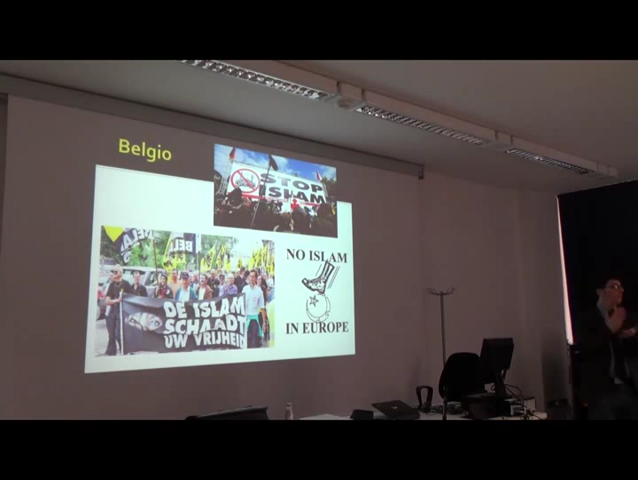 Belgio
STOP
ISLAM
DE ISLAM
SCHAADT
UW VRIJHEID
NO ISLAM
IN EUROPE